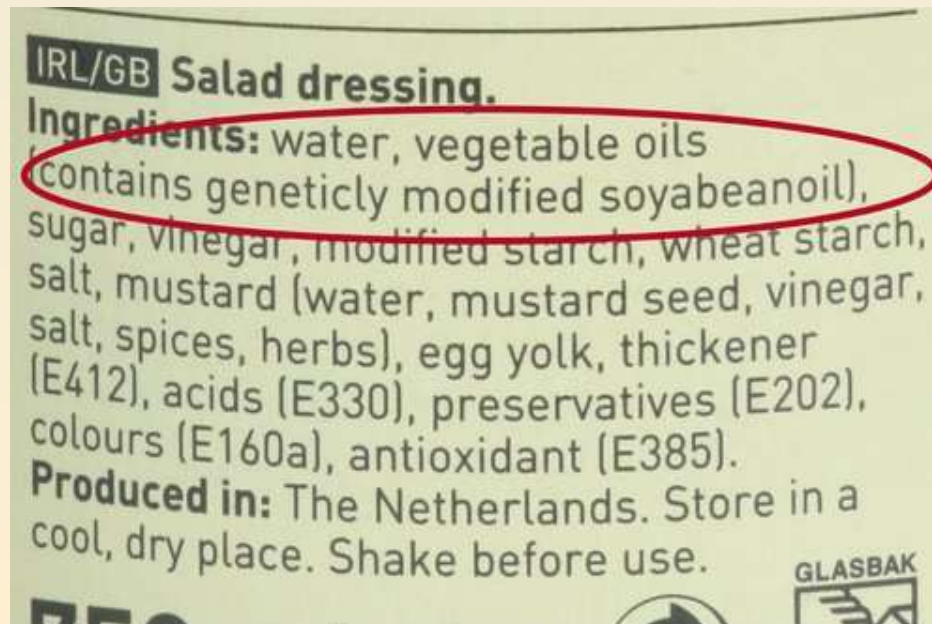 IRL/GB Salad dressing.
Ingredients: water, vegetable oils
(contains geneticly modified soyabeanoil),
sugar, vinegar, modified starch, wheat starch,
salt, mustard (water, mustard seed, vinegar,
salt, spices, herbs), egg yolk, thickener
(E412), acids (E330), preservatives (E202),
colours (E160a), antioxidant (E385).
Produced in: The Netherlands. Store in a
cool, dry place. Shake before use.
GLASBAK